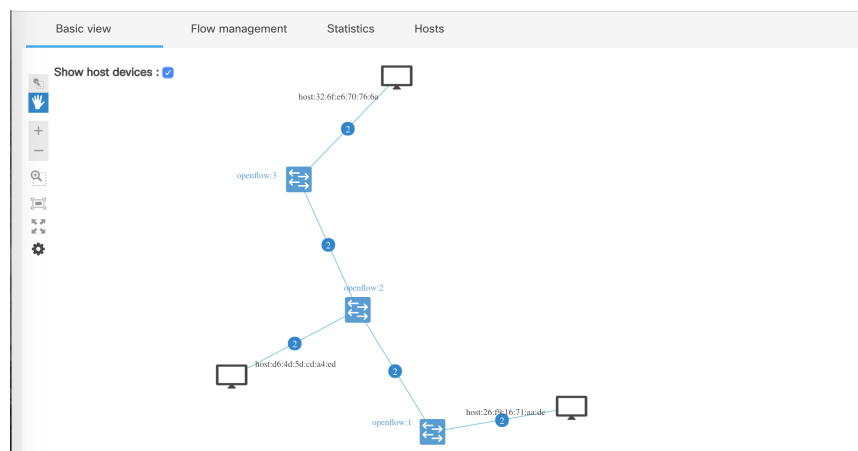 Basic view Flow management Statistics Hosts
Show host devices :
host:32:6f:e6:70:76:6a
2
openflow:3
2
openflow:2
2
host:d6:4d:5d:cd:a4:ed
2
host:26:f9:16:71:aa:de
2
openflow:1